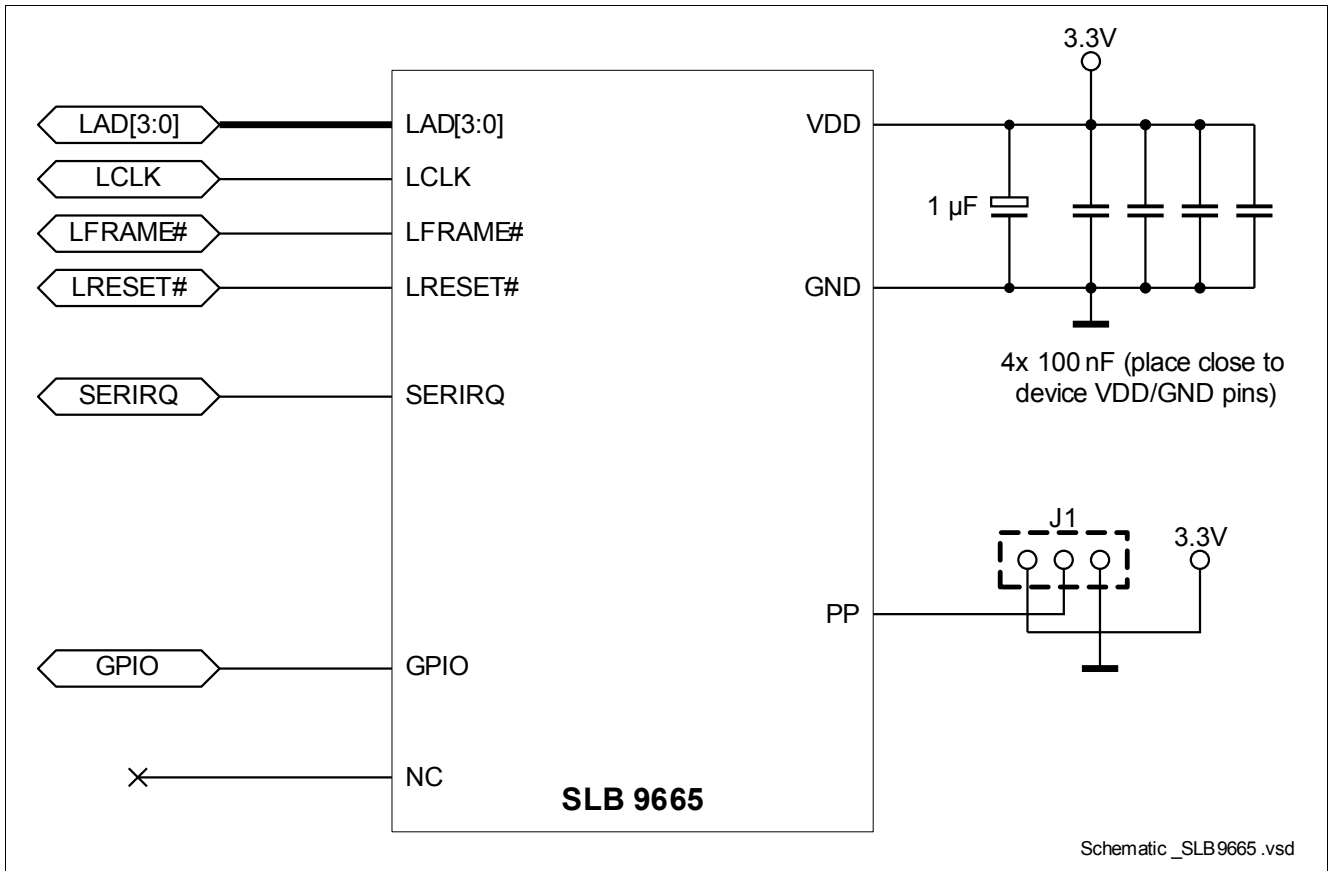 3.3V
LAD[3:0]
LAD[3:0]
VDD
LCLK
LCLK
1 µF
LFRAME#
LFRAME#
LRESET#
LRESET#
GND
4x 100 nF (place close to
device VDD/GND pins)
SERIRQ
SERIRQ
J1
3.3V
PP
GPIO
GPIO
NC
SLB 9665
Schematic _SLB9665 .vsd